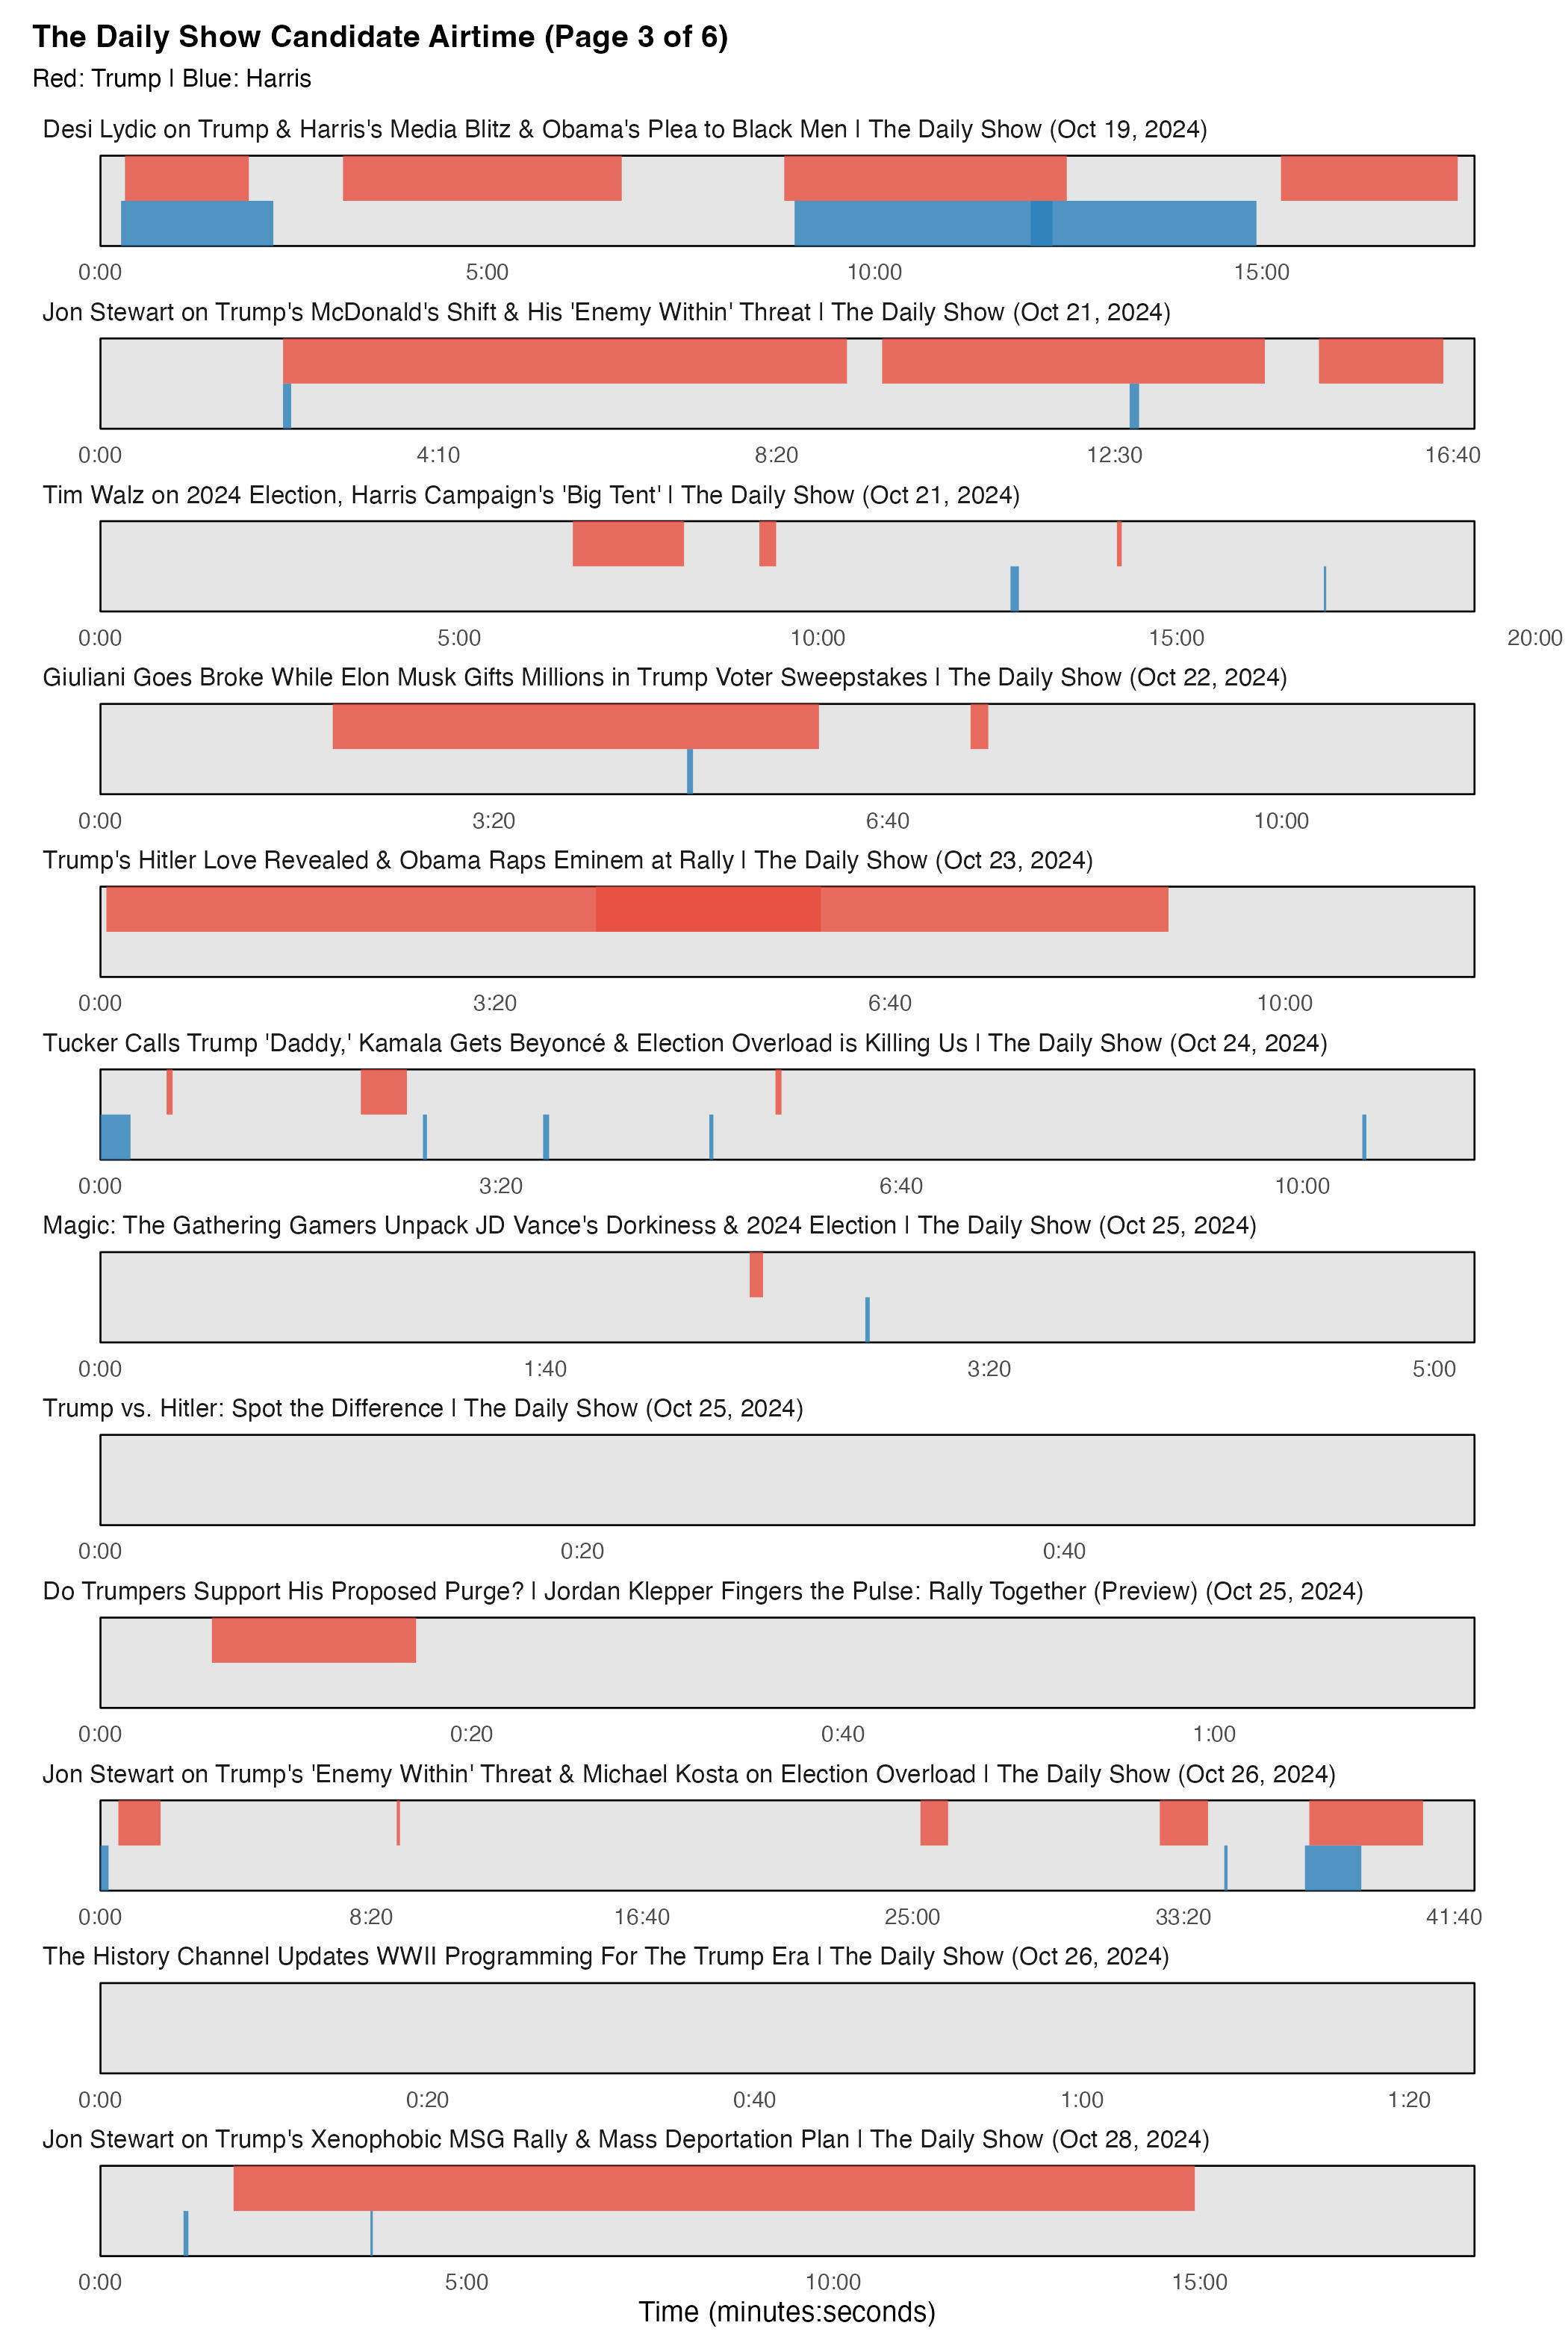 The Daily Show Candidate Airtime (Page 3 of 6)
Red: Trump | Blue: Harris
Desi Lydic on Trump & Harris's Media Blitz & Obama's Plea to Black Men | The Daily Show (Oct 19, 2024)
0:00 5:00 10:00 15:00
Jon Stewart on Trump's McDonald's Shift & His 'Enemy Within' Threat | The Daily Show (Oct 21, 2024)
0:00 4:10 8:20 12:30 16:40
Tim Walz on 2024 Election, Harris Campaign's 'Big Tent' | The Daily Show (Oct 21, 2024)
0:00 5:00 10:00 15:00 20:00
Giuliani Goes Broke While Elon Musk Gifts Millions in Trump Voter Sweepstakes | The Daily Show (Oct 22, 2024)
0:00 3:20 6:40 10:00
Trump's Hitler Love Revealed & Obama Raps Eminem at Rally | The Daily Show (Oct 23, 2024)
0:00 3:20 6:40 10:00
Tucker Calls Trump 'Daddy,' Kamala Gets Beyoncé & Election Overload is Killing Us | The Daily Show (Oct 24, 2024)
0:00 3:20 6:40 10:00
Magic: The Gathering Gamers Unpack JD Vance's Dorkiness & 2024 Election | The Daily Show (Oct 25, 2024)
0:00 1:40 3:20 5:00
Trump vs. Hitler: Spot the Difference | The Daily Show (Oct 25, 2024)
0:00 0:20 0:40
Do Trumpers Support His Proposed Purge? | Jordan Klepper Fingers the Pulse: Rally Together (Preview) (Oct 25, 2024)
0:00 0:20 0:40 1:00
Jon Stewart on Trump's 'Enemy Within' Threat & Michael Kosta on Election Overload | The Daily Show (Oct 26, 2024)
0:00 8:20 16:40 25:00 33:20 41:40
The History Channel Updates WWII Programming For The Trump Era | The Daily Show (Oct 26, 2024)
0:00 0:20 0:40 1:00 1:20
Jon Stewart on Trump's Xenophobic MSG Rally & Mass Deportation Plan | The Daily Show (Oct 28, 2024)
0:00 5:00 10:00 15:00
Time (minutes:seconds)